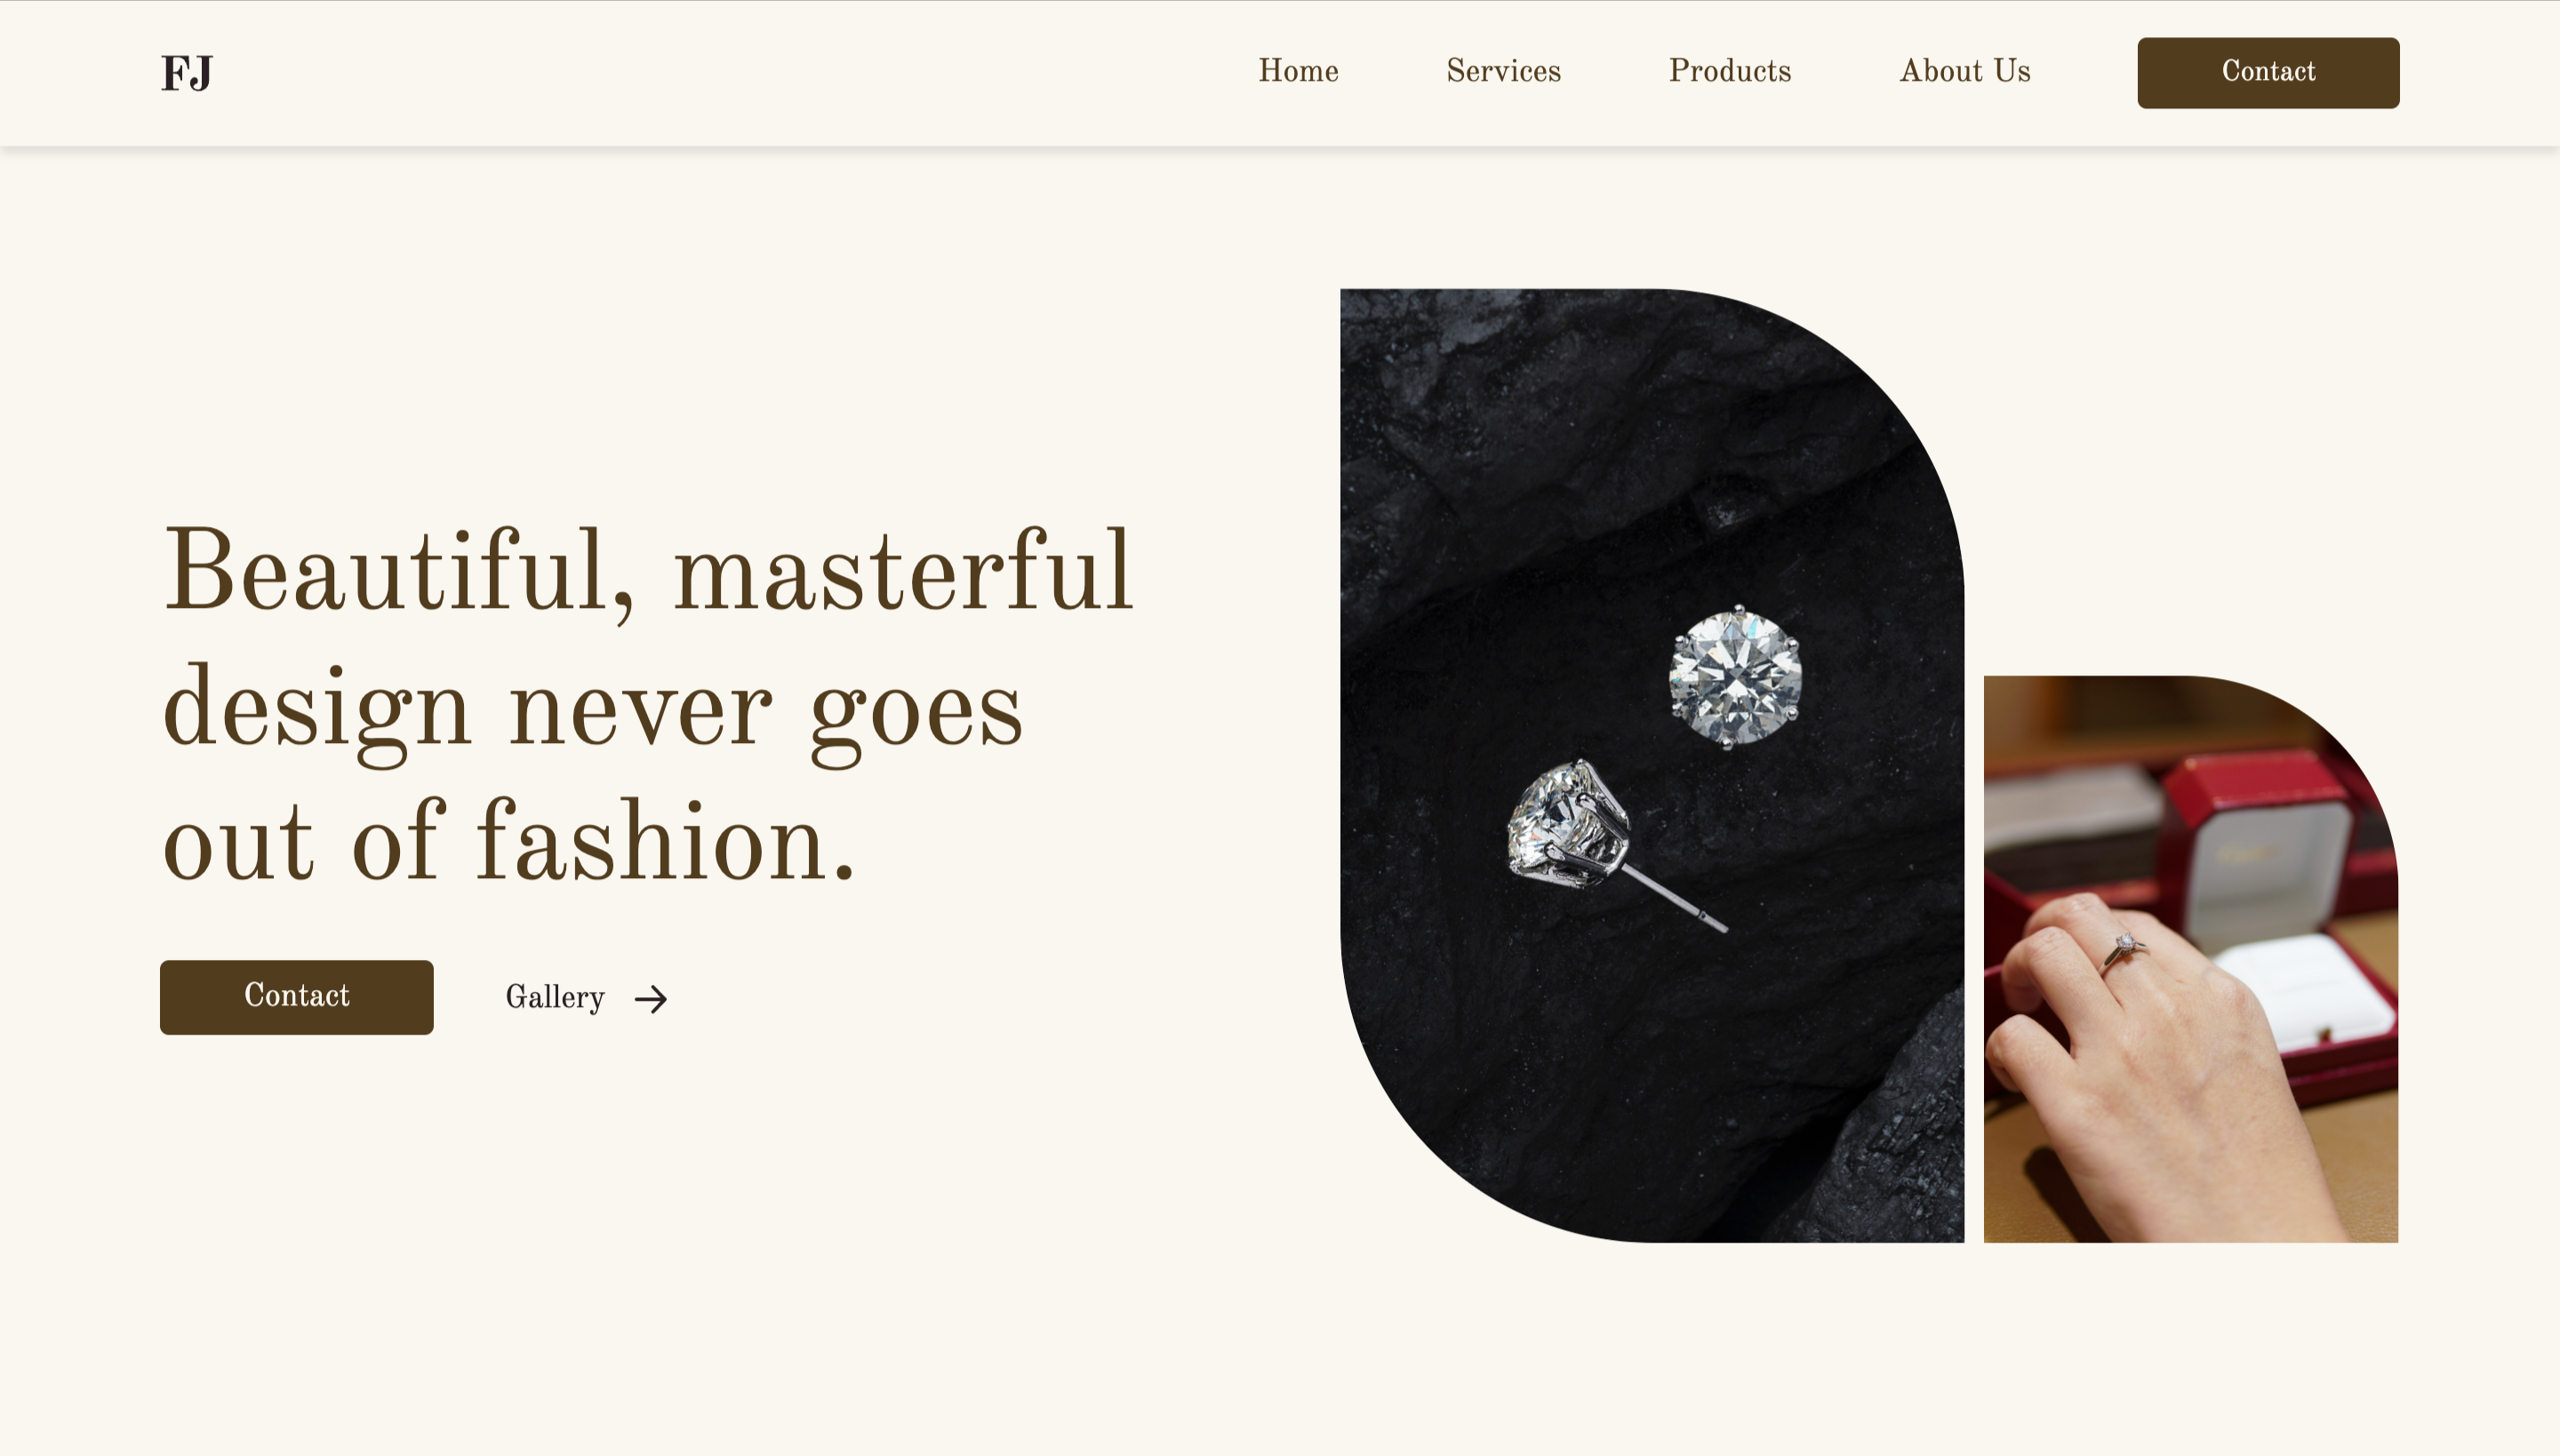 FJ
Home
Services
Products
About Us
Contact
Beautiful, masterful
design never goes
out of fashion.
Contact
Gallery